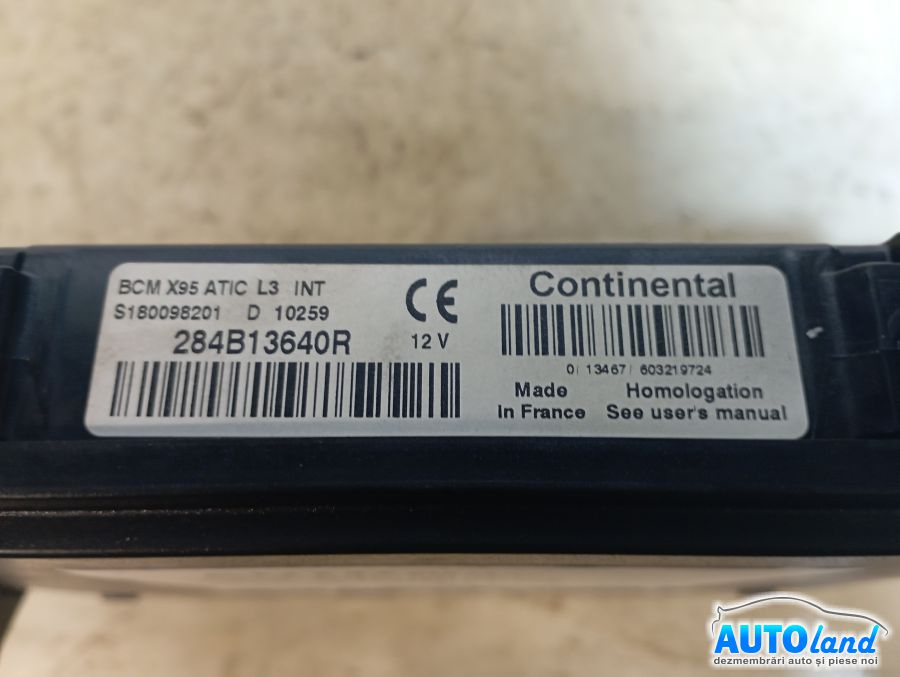 BCM X95 ATIC L3 INT
S180098201 D 10259
284B13640R
CE
12 V
Continental
0/ 13467/ 603219724
Made
In France
Homologation
See user's manual
AUTOland
dezmembrări auto și piese noi